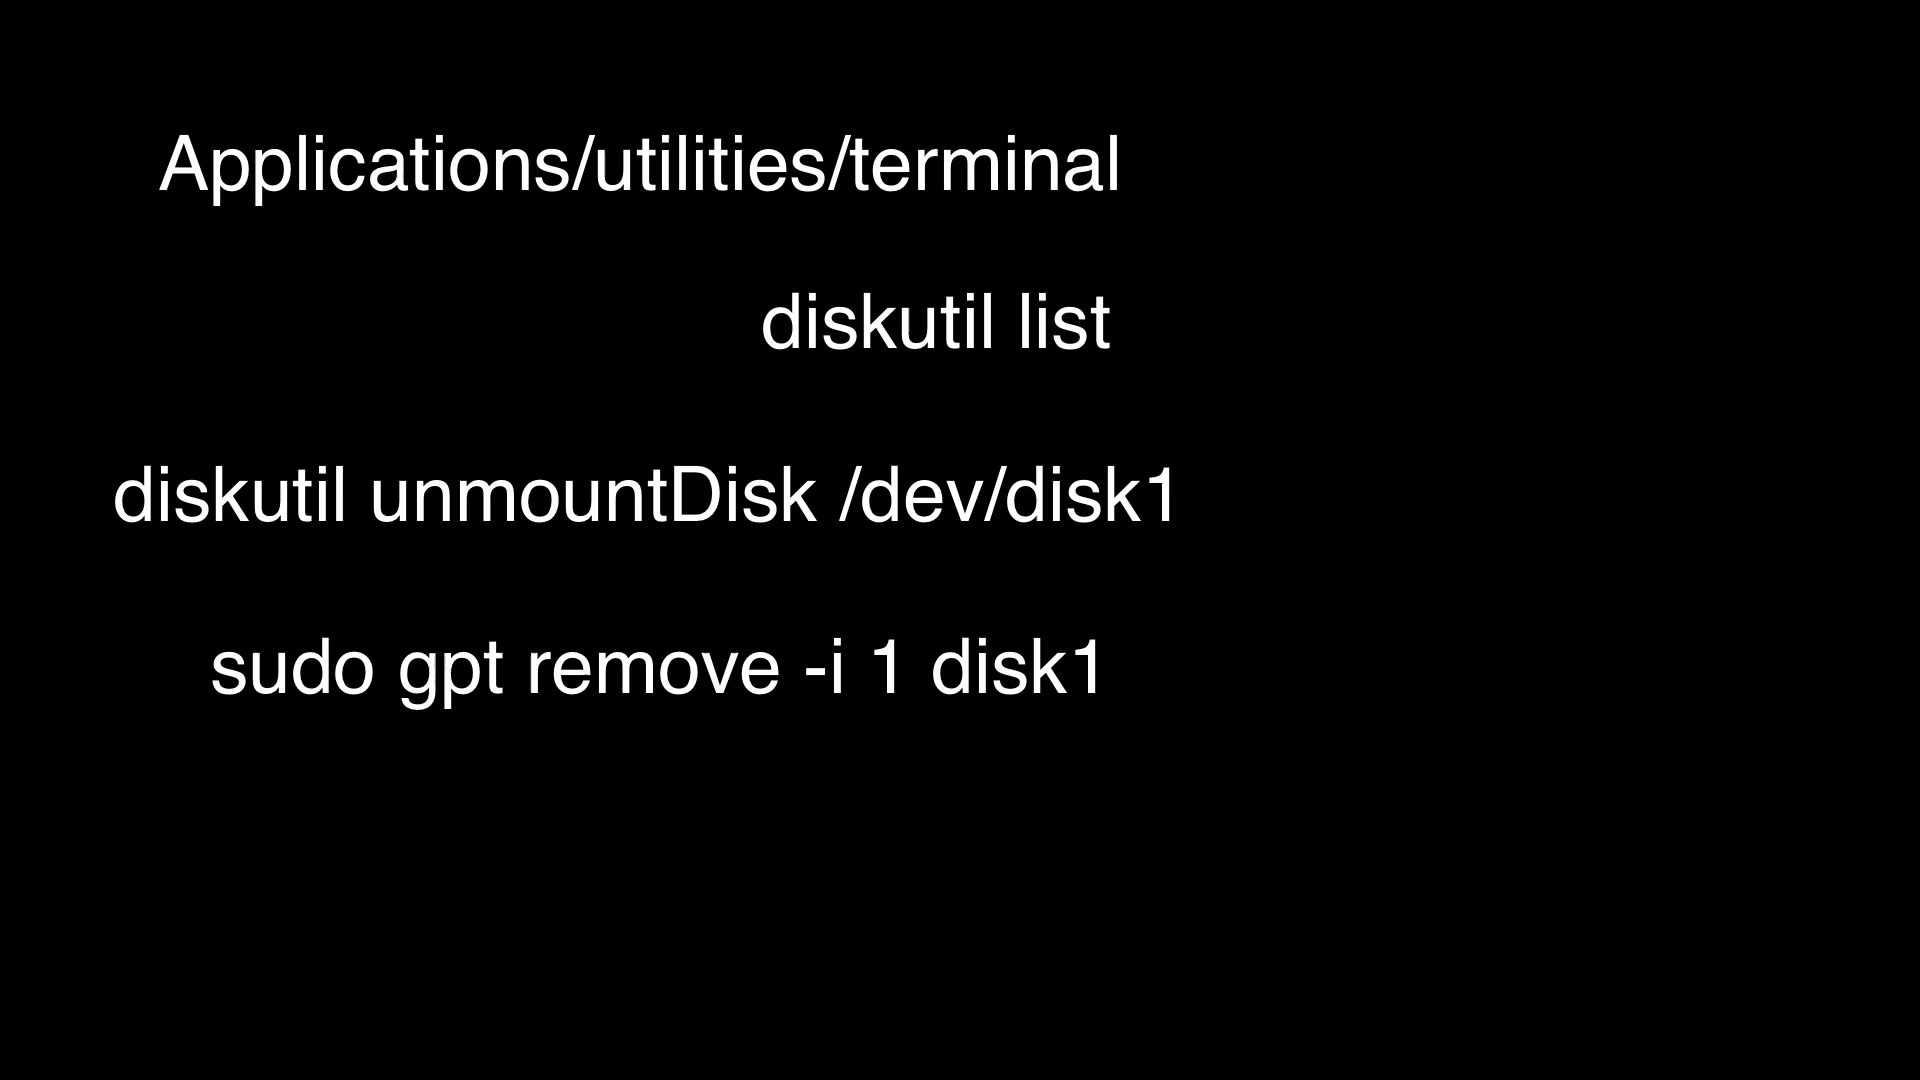 Applications/utilities/terminal
diskutil list
diskutil unmountDisk /dev/disk1
sudo gpt remove -i 1 disk1